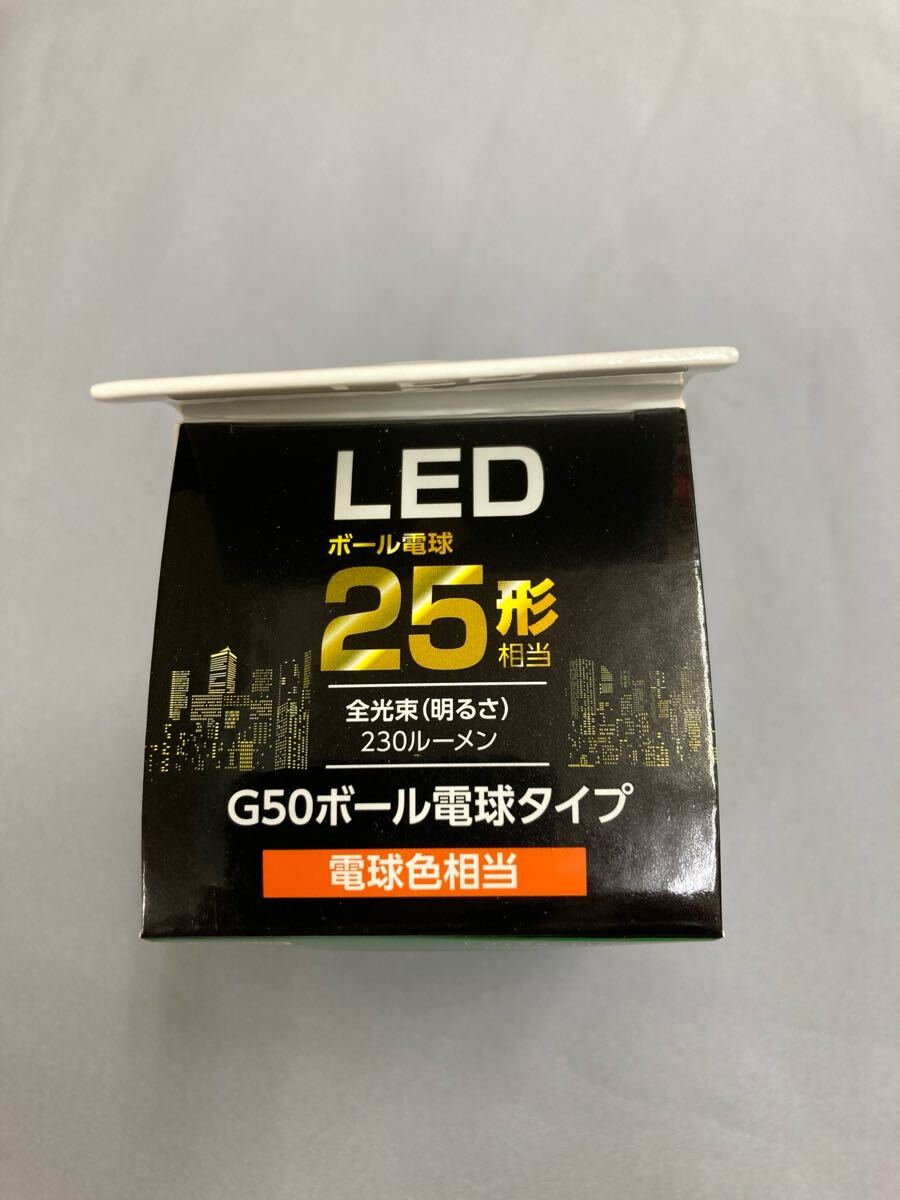 LED
ボール電球
25形
相当
全光束(明るさ)
230ルーメン
G50ボール電球タイプ
電球色相当